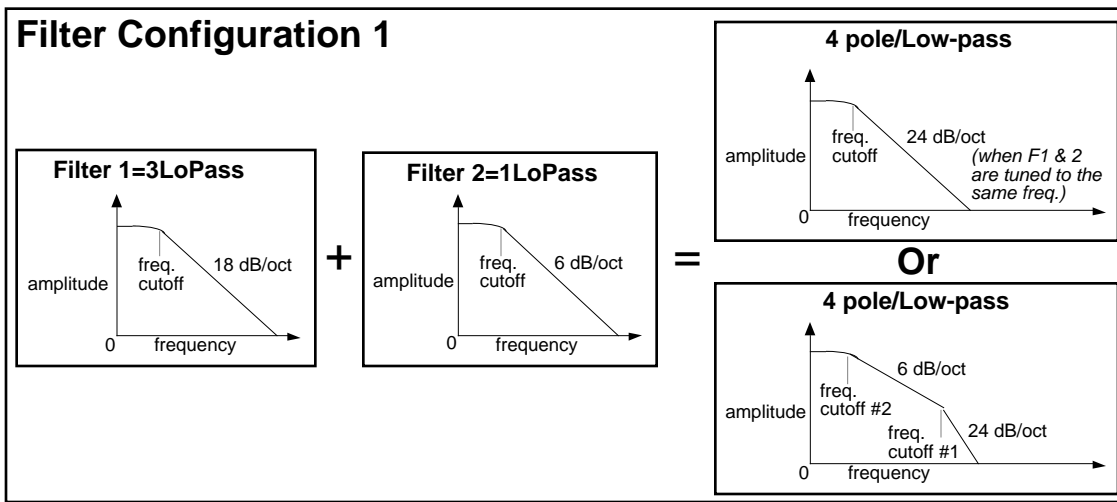 Filter Configuration 1
Filter 1=3LoPass
amplitude
freq.
cutoff
18 dB/oct
0
frequency
+
Filter 2=1LoPass
amplitude
freq.
cutoff
6 dB/oct
0
frequency
=
4 pole/Low-pass
amplitude
freq.
cutoff
24 dB/oct
(when F1 & 2
are tuned to the
same freq.)
0
frequency
Or
4 pole/Low-pass
amplitude
freq.
cutoff #2
6 dB/oct
freq.
cutoff #1
24 dB/oct
0
frequency